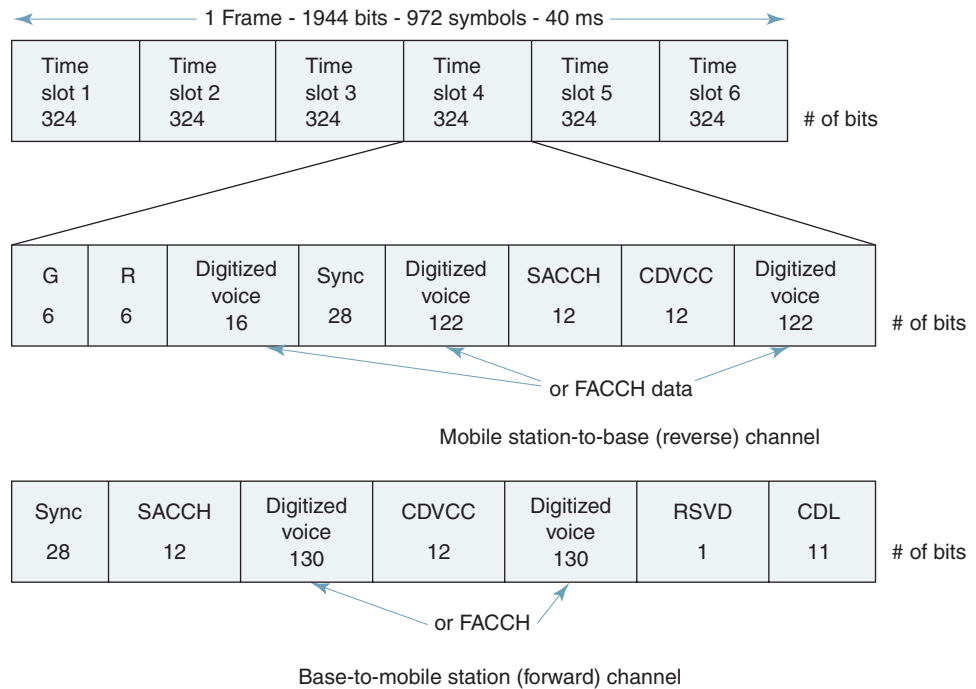 1 Frame - 1944 bits - 972 symbols - 40 ms
Time slot 1 324
Time slot 2 324
Time slot 3 324
Time slot 4 324
Time slot 5 324
Time slot 6 324
# of bits
G 6
R 6
Digitized voice 16
Sync 28
Digitized voice 122
SACCH 12
CDVCC 12
Digitized voice 122
# of bits
or FACCH data
Mobile station-to-base (reverse) channel
Sync 28
SACCH 12
Digitized voice 130
CDVCC 12
Digitized voice 130
RSVD 1
CDL 11
# of bits
or FACCH
Base-to-mobile station (forward) channel